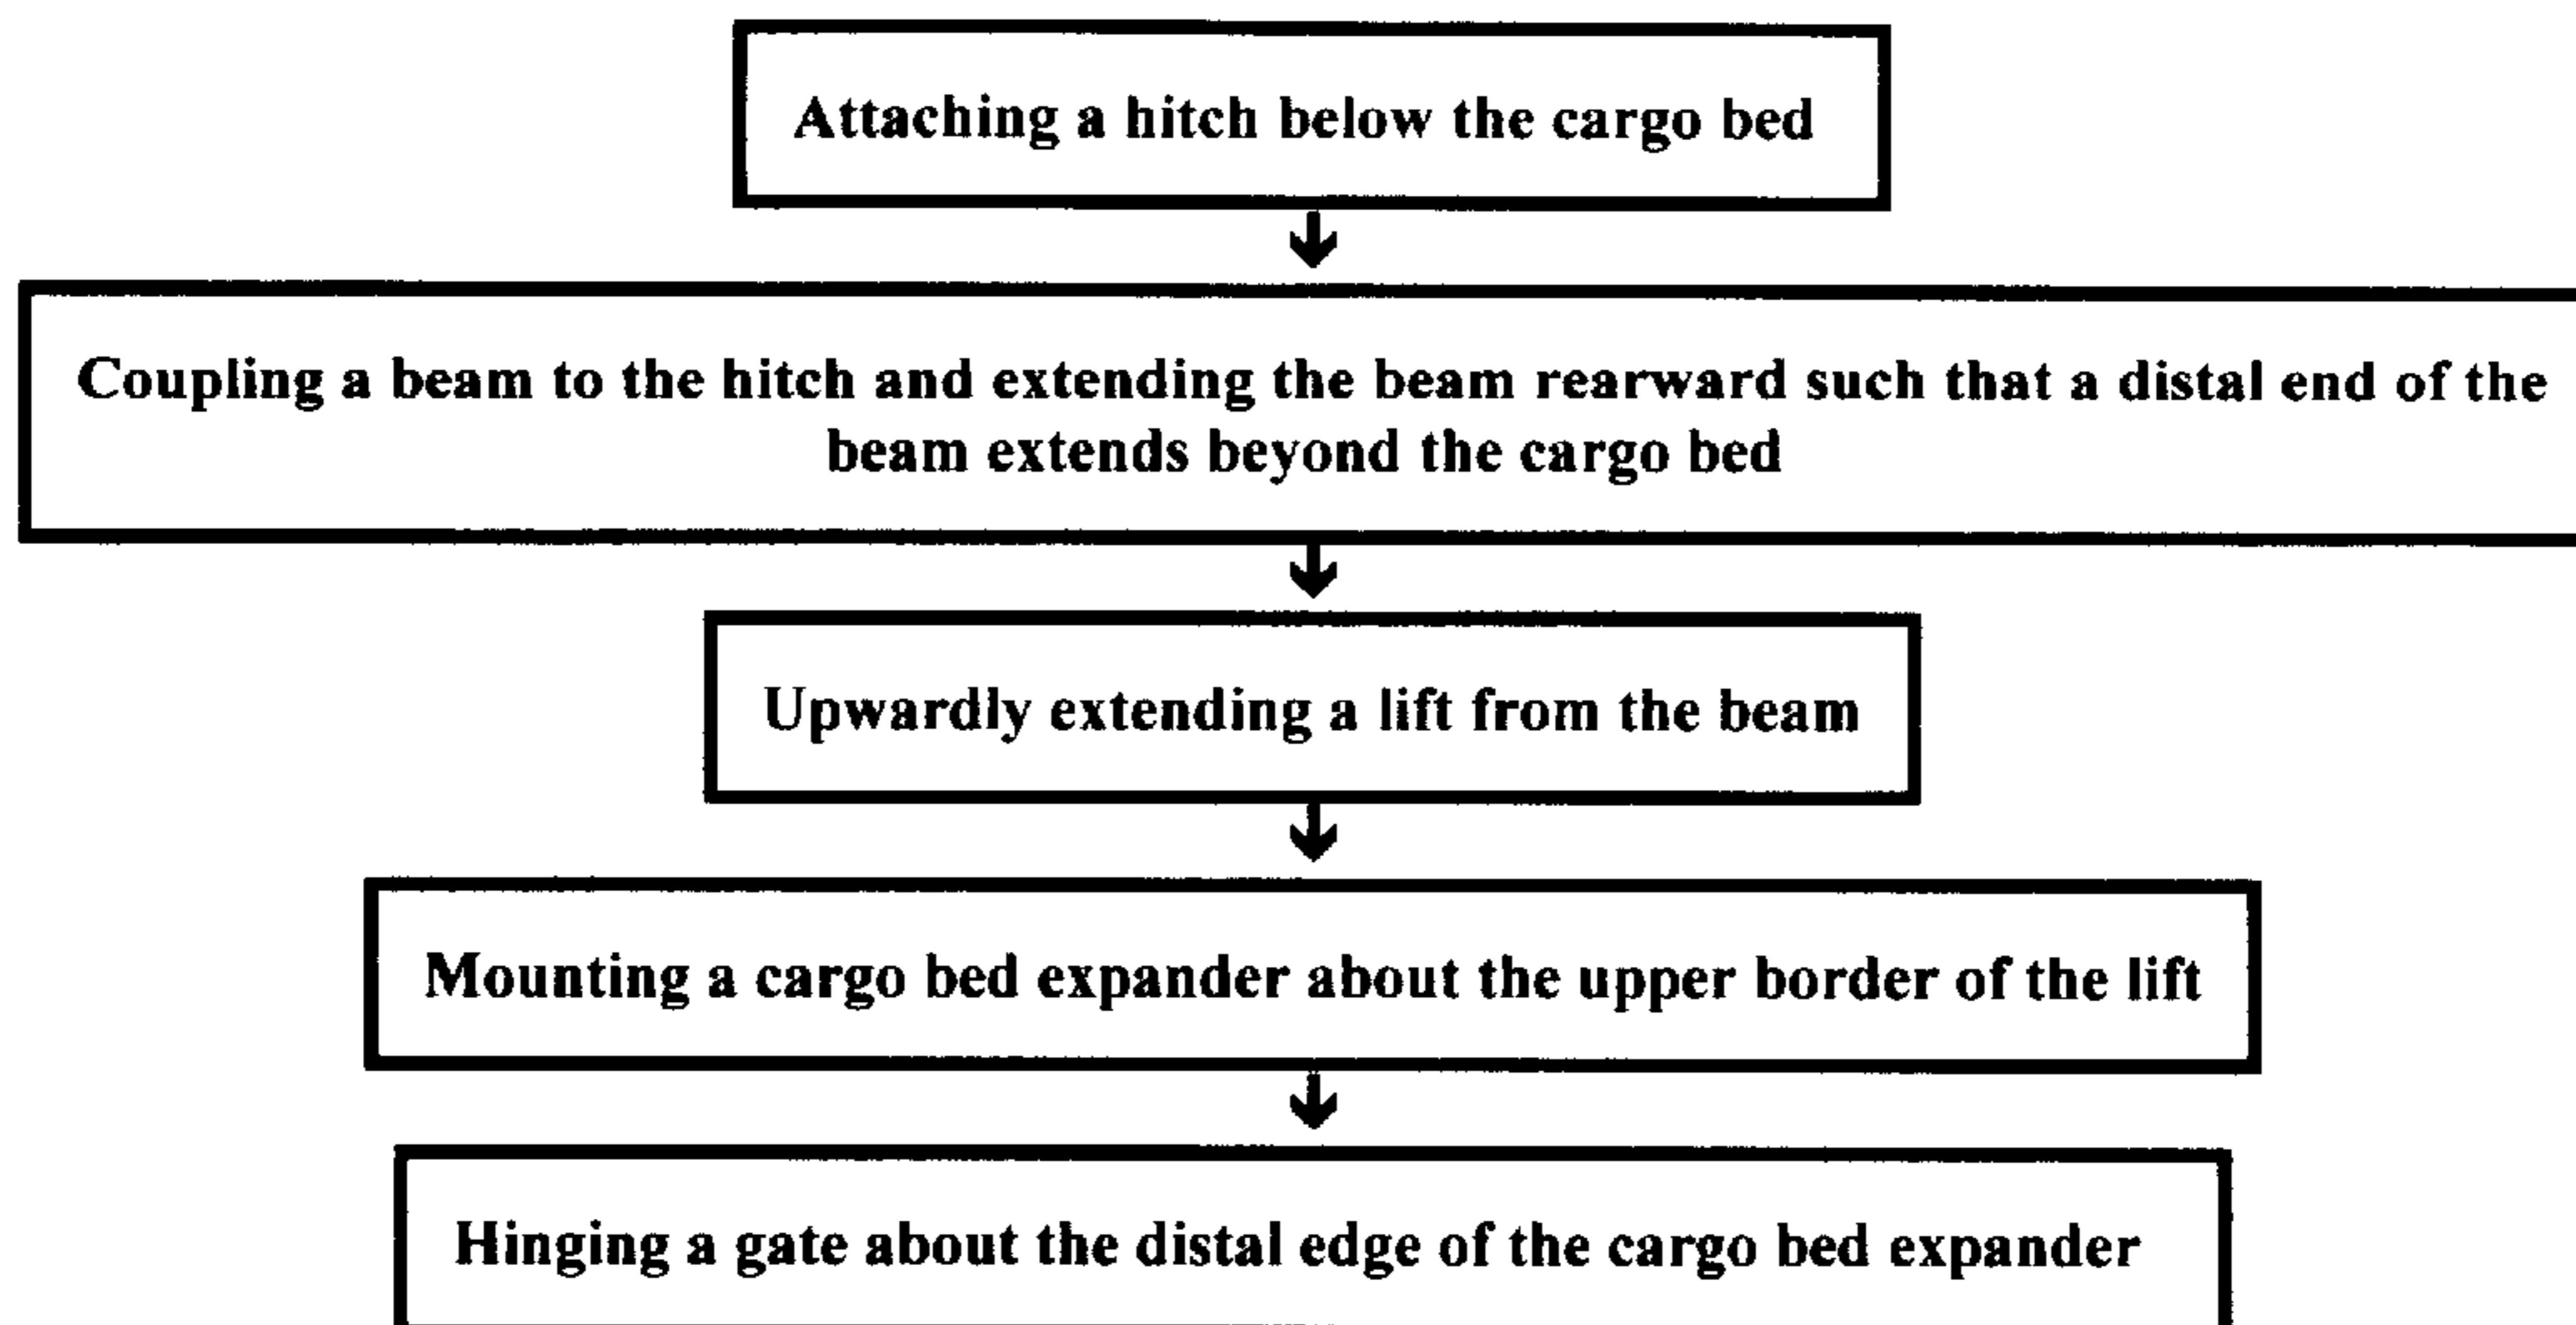 Attaching a hitch below the cargo bed
Coupling a beam to the hitch and extending the beam rearward such that a distal end of the
beam extends beyond the cargo bed
Upwardly extending a lift from the beam
Mounting a cargo bed expander about the upper border of the lift
Hinging a gate about the distal edge of the cargo bed expander